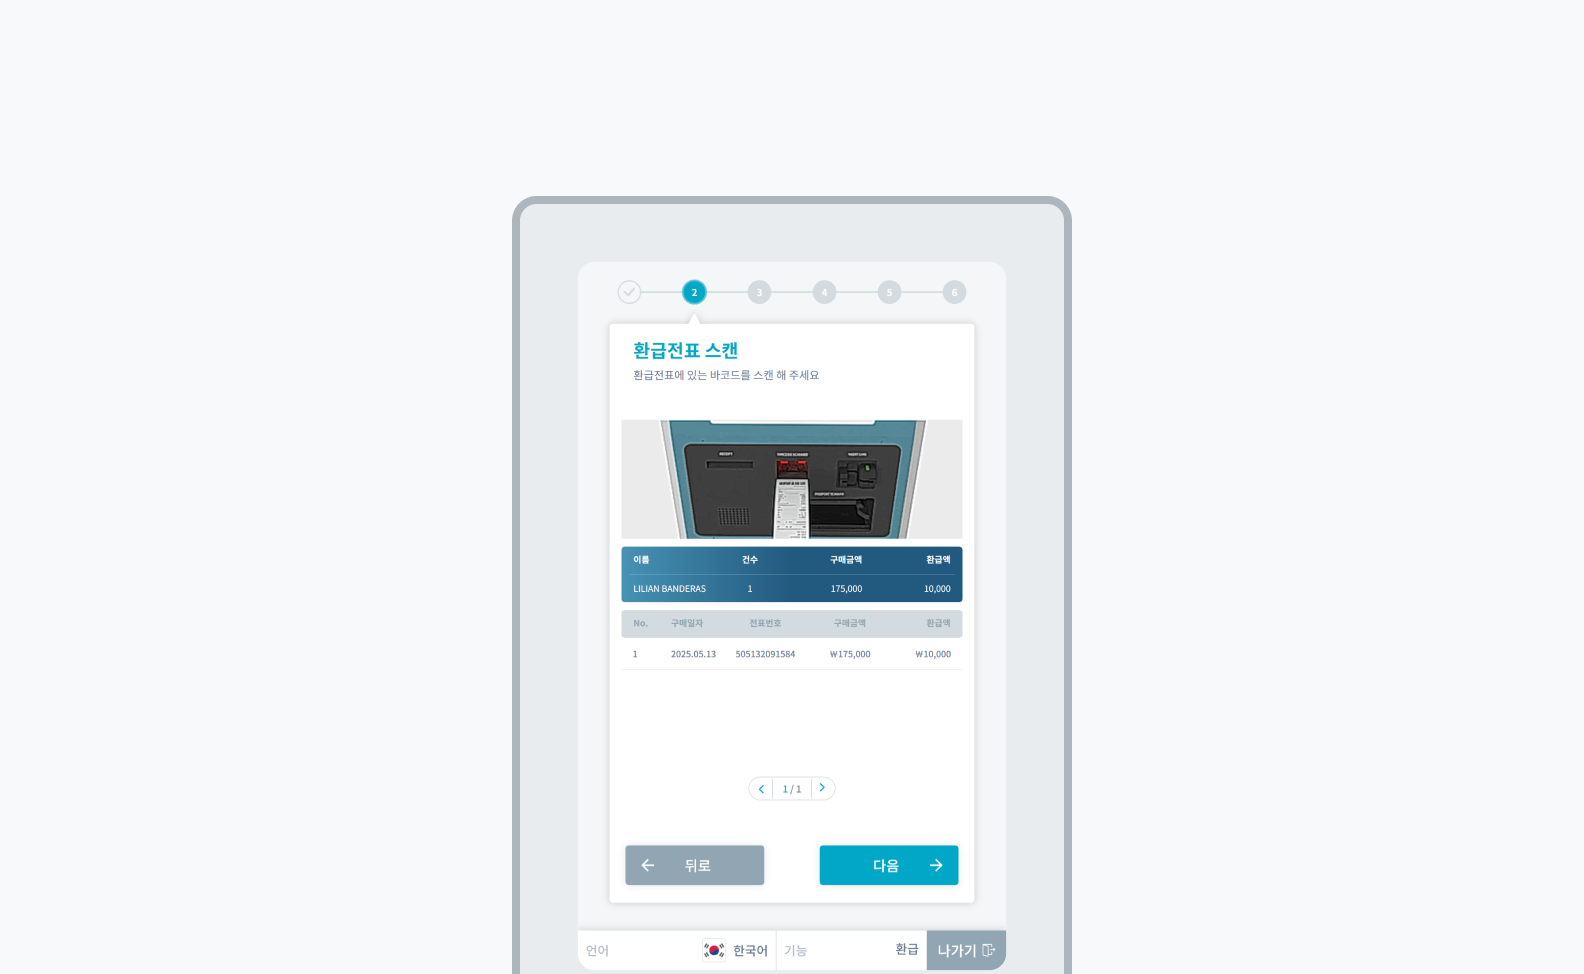 2 3 4 5 6
환급전표 스캔
환급전표에 있는 바코드를 스캔 해 주세요
RECEIPT
PASSPORT SCANNER
이름 건수 구매금액 환급액
LILIAN BANDERAS 1 175,000 10,000
No. 구매일자 전표번호 구매금액 환급액
1 2025.05.13 505132091584 ₩175,000 ₩10,000
1 / 1
뒤로 다음
언어 한국어 기능 환급 나가기